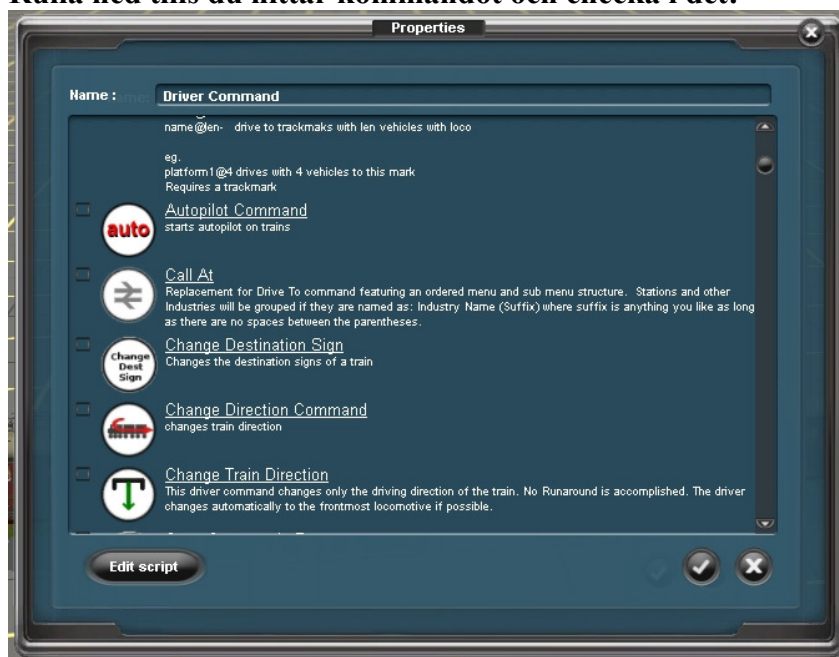 Rulla ned tills du hittar kommandot och checka i det.
Properties
Name :
Driver Command
name@len- drive to trackmaks with len vehicles with loco
eg.
platform1@4 drives with 4 vehicles to this mark
Requires a trackmark
auto
Autopilot Command
starts autopilot on trains
Call At
Replacement for Drive To command featuring an ordered menu and sub menu structure. Stations and other
Industries will be grouped if they are named as: Industry Name (Suffix) where suffix is anything you like as long
as there are no spaces between the parentheses.
Change
Dest
Sign
Change Destination Sign
Changes the destination signs of a train
Change Direction Command
changes train direction
Change Train Direction
This driver command changes only the driving direction of the train. No Runaround is accomplished. The driver
changes automatically to the frontmost locomotive if possible.
Edit script